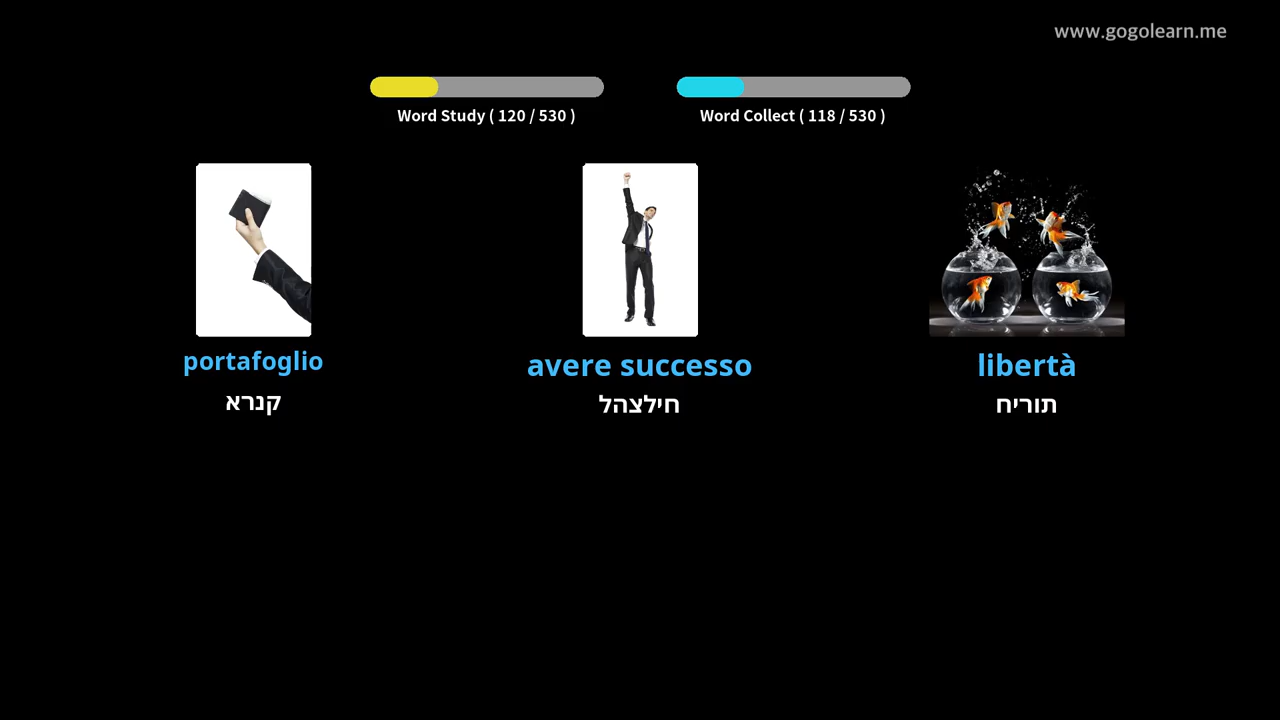 www.gogolearn.me
Word Study ( 120 / 530 )
Word Collect ( 118 / 530 )
portafoglio
קנרא
avere successo
חילצהל
libertà
תוריח